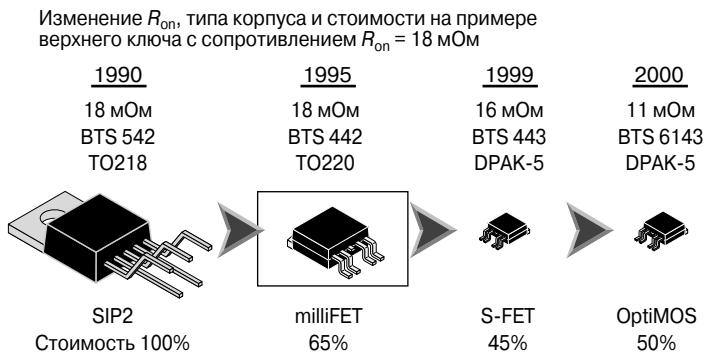 Изменение Ron, типа корпуса и стоимости на примере
верхнего ключа с сопротивлением Ron = 18 мОм
1990 1995 1999 2000
18 мОм 18 мОм 16 мОм 11 мОм
BTS 542 BTS 442 BTS 443 BTS 6143
TO218 TO220 DPAK-5 DPAK-5
SIP2 milliFET S-FET OptiMOS
Стоимость 100% 65% 45% 50%